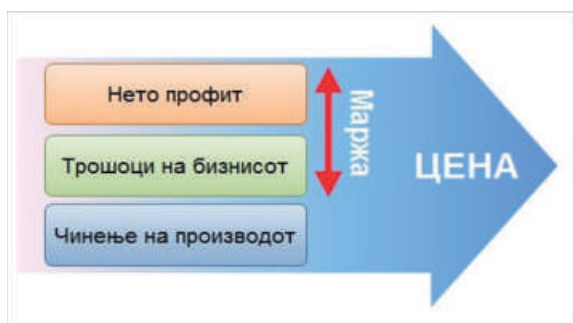 Нето профит
Трошоци на бизнисот
Чинење на производот
Маржа
ЦЕНА